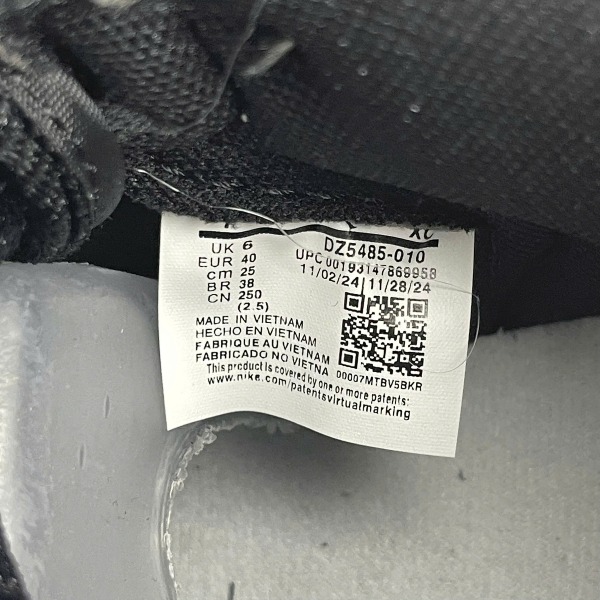 UK 6
EUR 40
cm 25
BR 38
CN 250
(2.5)
DZ5485-010
UPC 00193147869958
11/02/24 11/28/24
MADE IN VIETNAM
HECHO EN VIETNAM
FABRIQUE AU VIETNAM
FABRICADO NO VIETNA
00007MTBV5BKR
This product is covered by one or more patents:
www.nike.com/patentsvirtualmarking